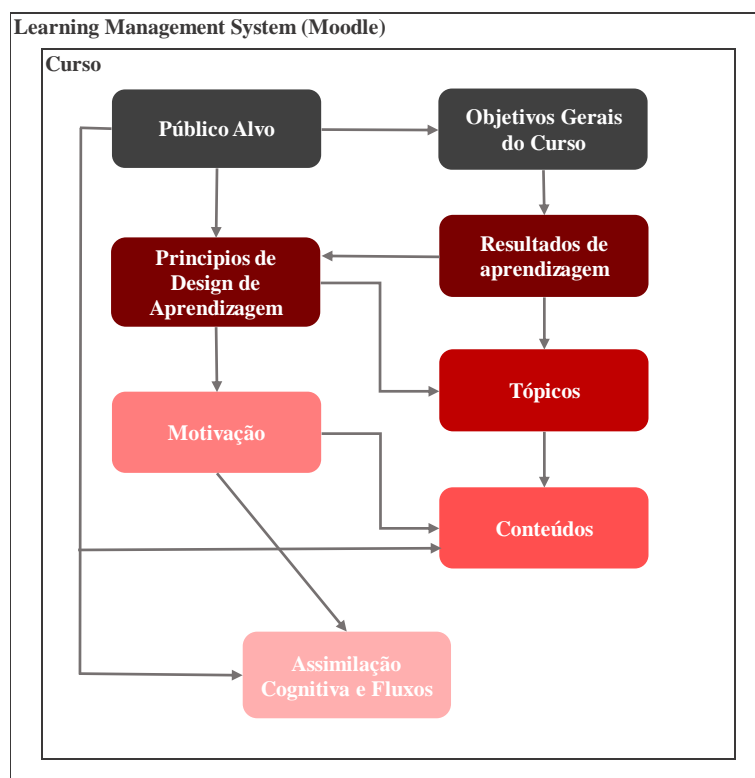 Learning Management System (Moodle)
Curso
Público Alvo
Objetivos Gerais
do Curso
Principios de
Design de
Aprendizagem
Resultados de
aprendizagem
Tópicos
Motivação
Conteúdos
Assimilação
Cognitiva e Fluxos